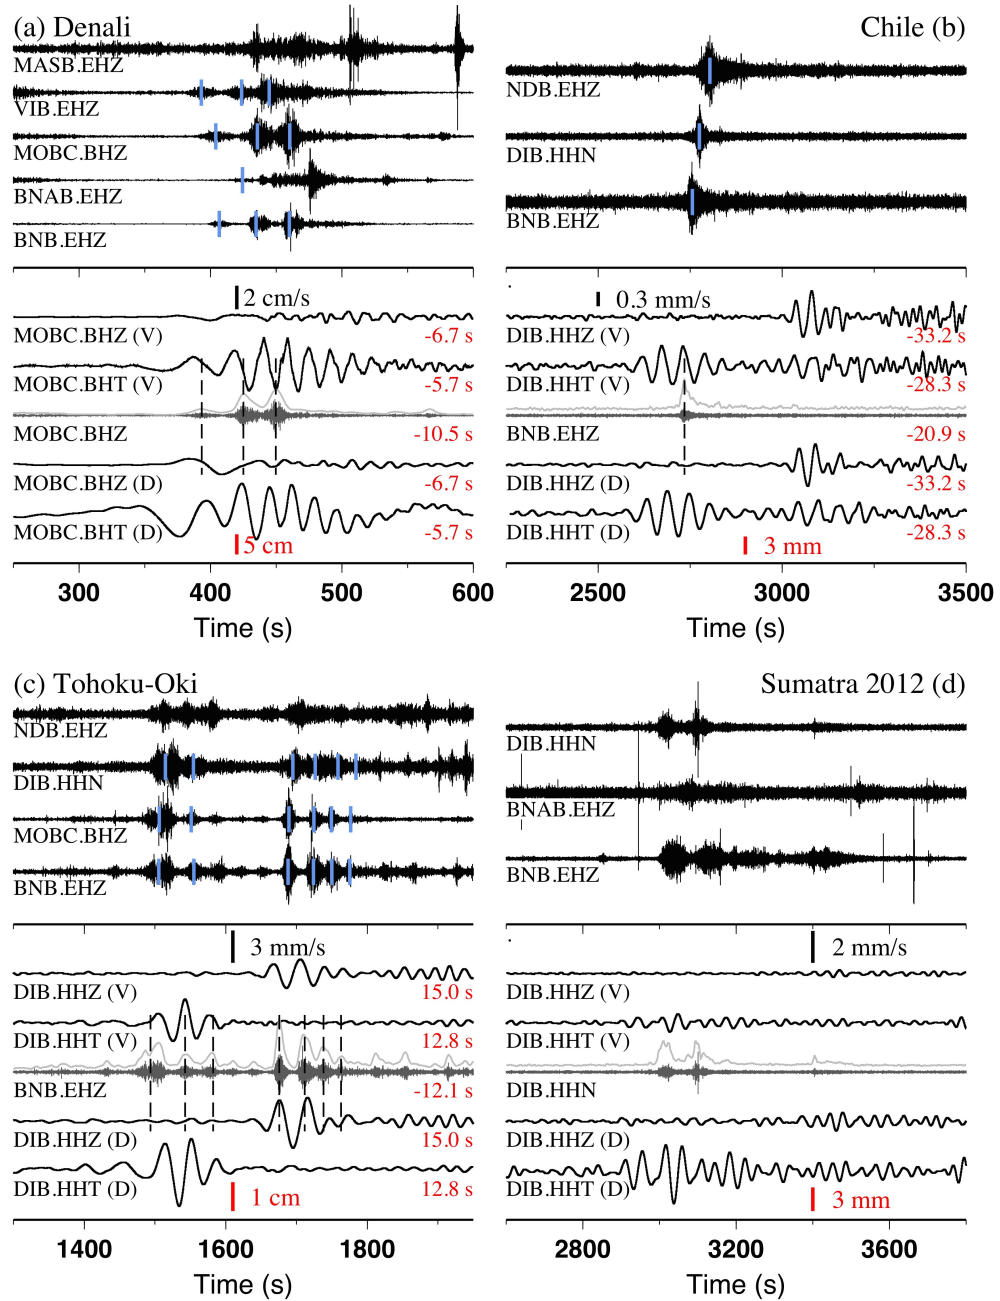 (a) Denali
MASB.EHZ
VIB.EHZ
MOBC.BHZ
BNAB.EHZ
BNB.EHZ
2 cm/s
MOBC.BHZ (V)
-6.7 s
MOBC.BHT (V)
-5.7 s
MOBC.BHZ
-10.5 s
MOBC.BHZ (D)
-6.7 s
MOBC.BHT (D)
-5.7 s
5 cm
300 400 500 600
Time (s)
Chile (b)
NDB.EHZ
DIB.HHN
BNB.EHZ
0.3 mm/s
DIB.HHZ (V)
-33.2 s
DIB.HHT (V)
-28.3 s
BNB.EHZ
-20.9 s
DIB.HHZ (D)
-33.2 s
DIB.HHT (D)
-28.3 s
3 mm
2500 3000 3500
Time (s)
(c) Tohoku-Oki
NDB.EHZ
DIB.HHN
MOBC.BHZ
BNB.EHZ
3 mm/s
DIB.HHZ (V)
15.0 s
DIB.HHT (V)
12.8 s
BNB.EHZ
-12.1 s
DIB.HHZ (D)
15.0 s
DIB.HHT (D)
12.8 s
1 cm
1400 1600 1800
Time (s)
Sumatra 2012 (d)
DIB.HHN
BNAB.EHZ
BNB.EHZ
2 mm/s
DIB.HHZ (V)
DIB.HHT (V)
DIB.HHN
DIB.HHZ (D)
DIB.HHT (D)
3 mm
2800 3200 3600
Time (s)